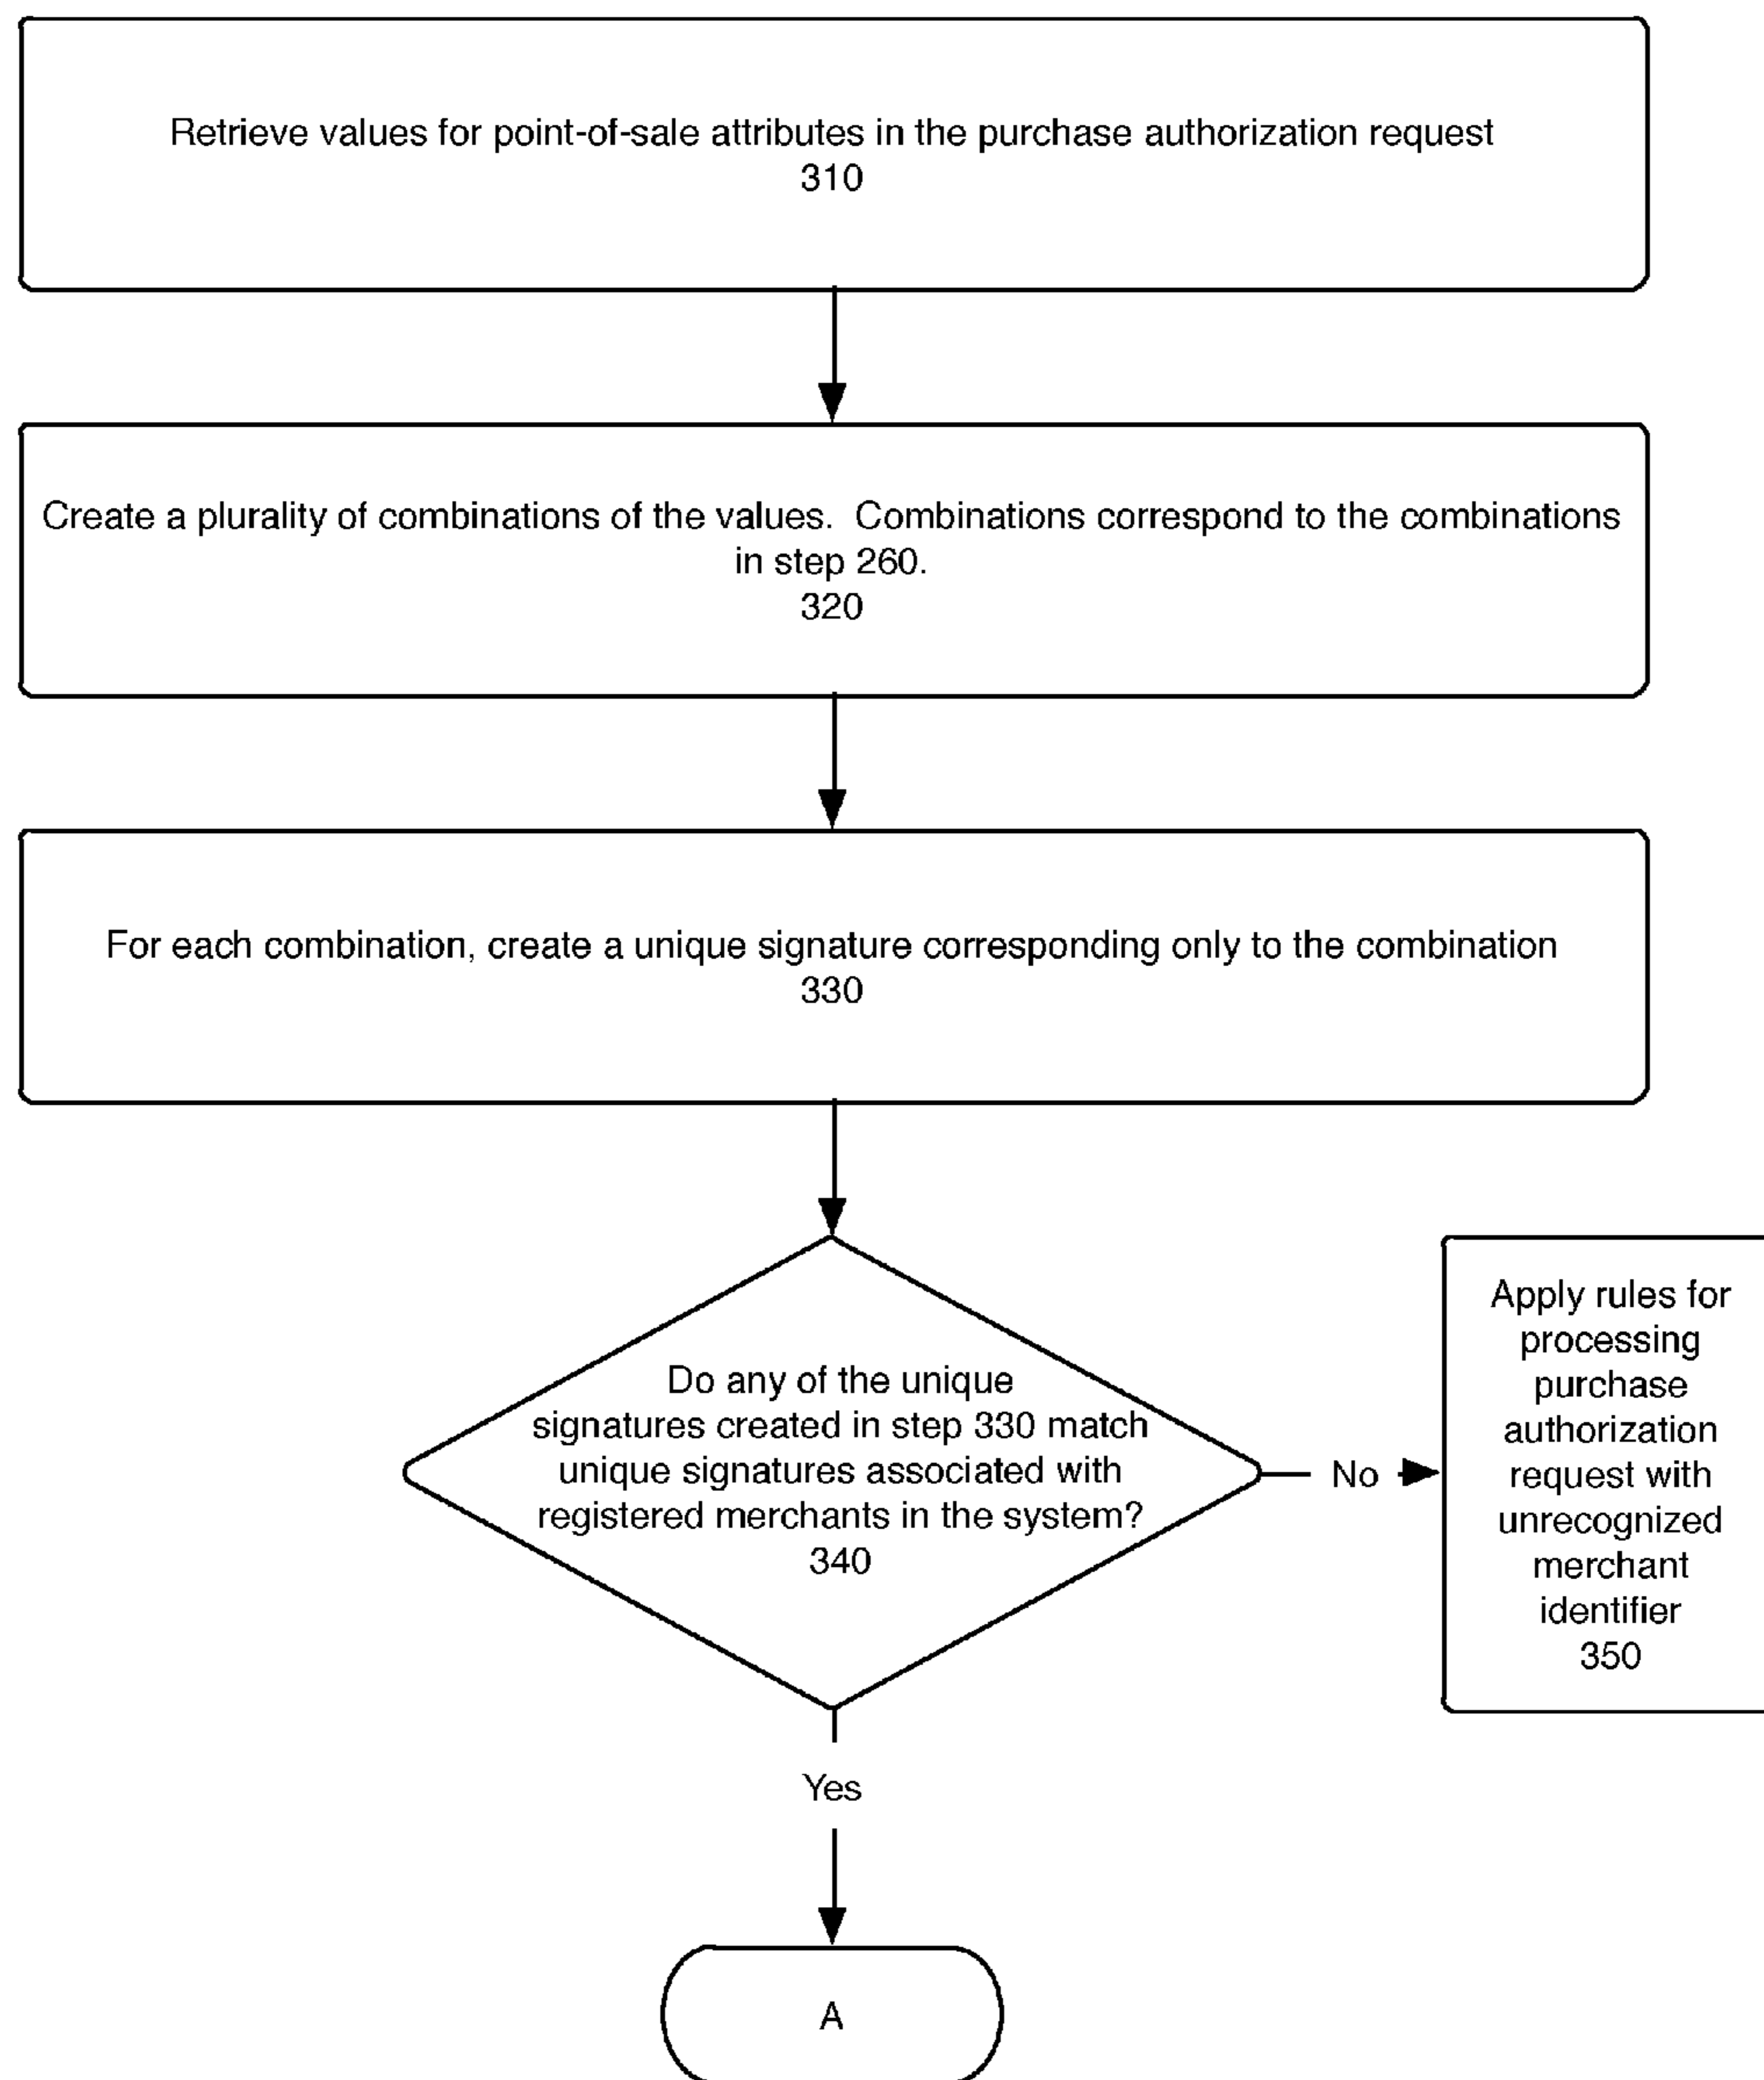 Retrieve values for point-of-sale attributes in the purchase authorization request
310
Create a plurality of combinations of the values.  Combinations correspond to the combinations
in step 260.
320
For each combination, create a unique signature corresponding only to the combination
330
Do any of the unique
signatures created in step 330 match
unique signatures associated with
registered merchants in the system?
340
No
Apply rules for
processing
purchase
authorization
request with
unrecognized
merchant
identifier
350
Yes
A